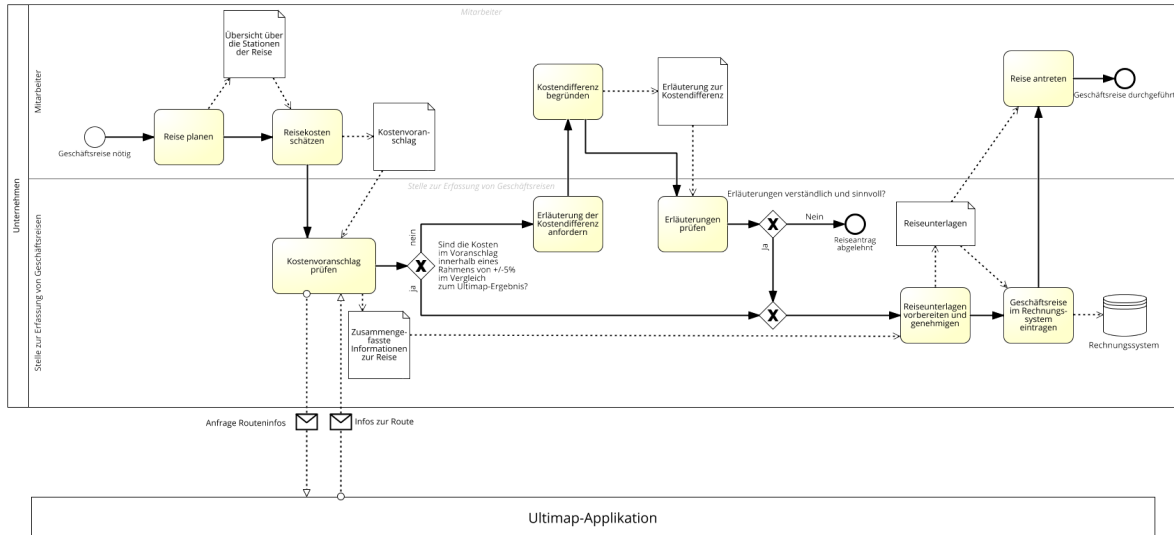 Mitarbeiter
Unternehmen
Mitarbeiter
Übersicht über
die Stationen
der Reise
Geschäftsreise nötig
Reise planen
Reisekosten
schätzen
Kostenvoran-
schlag
Kostendifferenz
begründen
Erläuterung zur
Kostendifferenz
Reise antreten
Geschäftsreise durchgeführt
Stelle zur Erfassung von Geschäftsreisen
Stelle zur Erfassung von Geschäftsreisen
Kostenvoranschlag
prüfen
nein
ja
Sind die Kosten
im Voranschlag
innerhalb eines
Rahmens von +/-5%
im Vergleich
zum Ultimap-Ergebnis?
Zusammenge-
fasste
Informationen
zur Reise
Erläuterung der
Kostendifferenz
anfordern
Erläuterungen
prüfen
Erläuterungen verständlich und sinnvoll?
Nein
ja
Reiseantrag
abgelehnt
Reiseunterlagen
Reiseunterlagen
vorbereiten und
genehmigen
Geschäftsreise
im Rechnungs-
system
eintragen
Rechnungssystem
Anfrage Routeninfos
Infos zur Route
Ultimap-Applikation